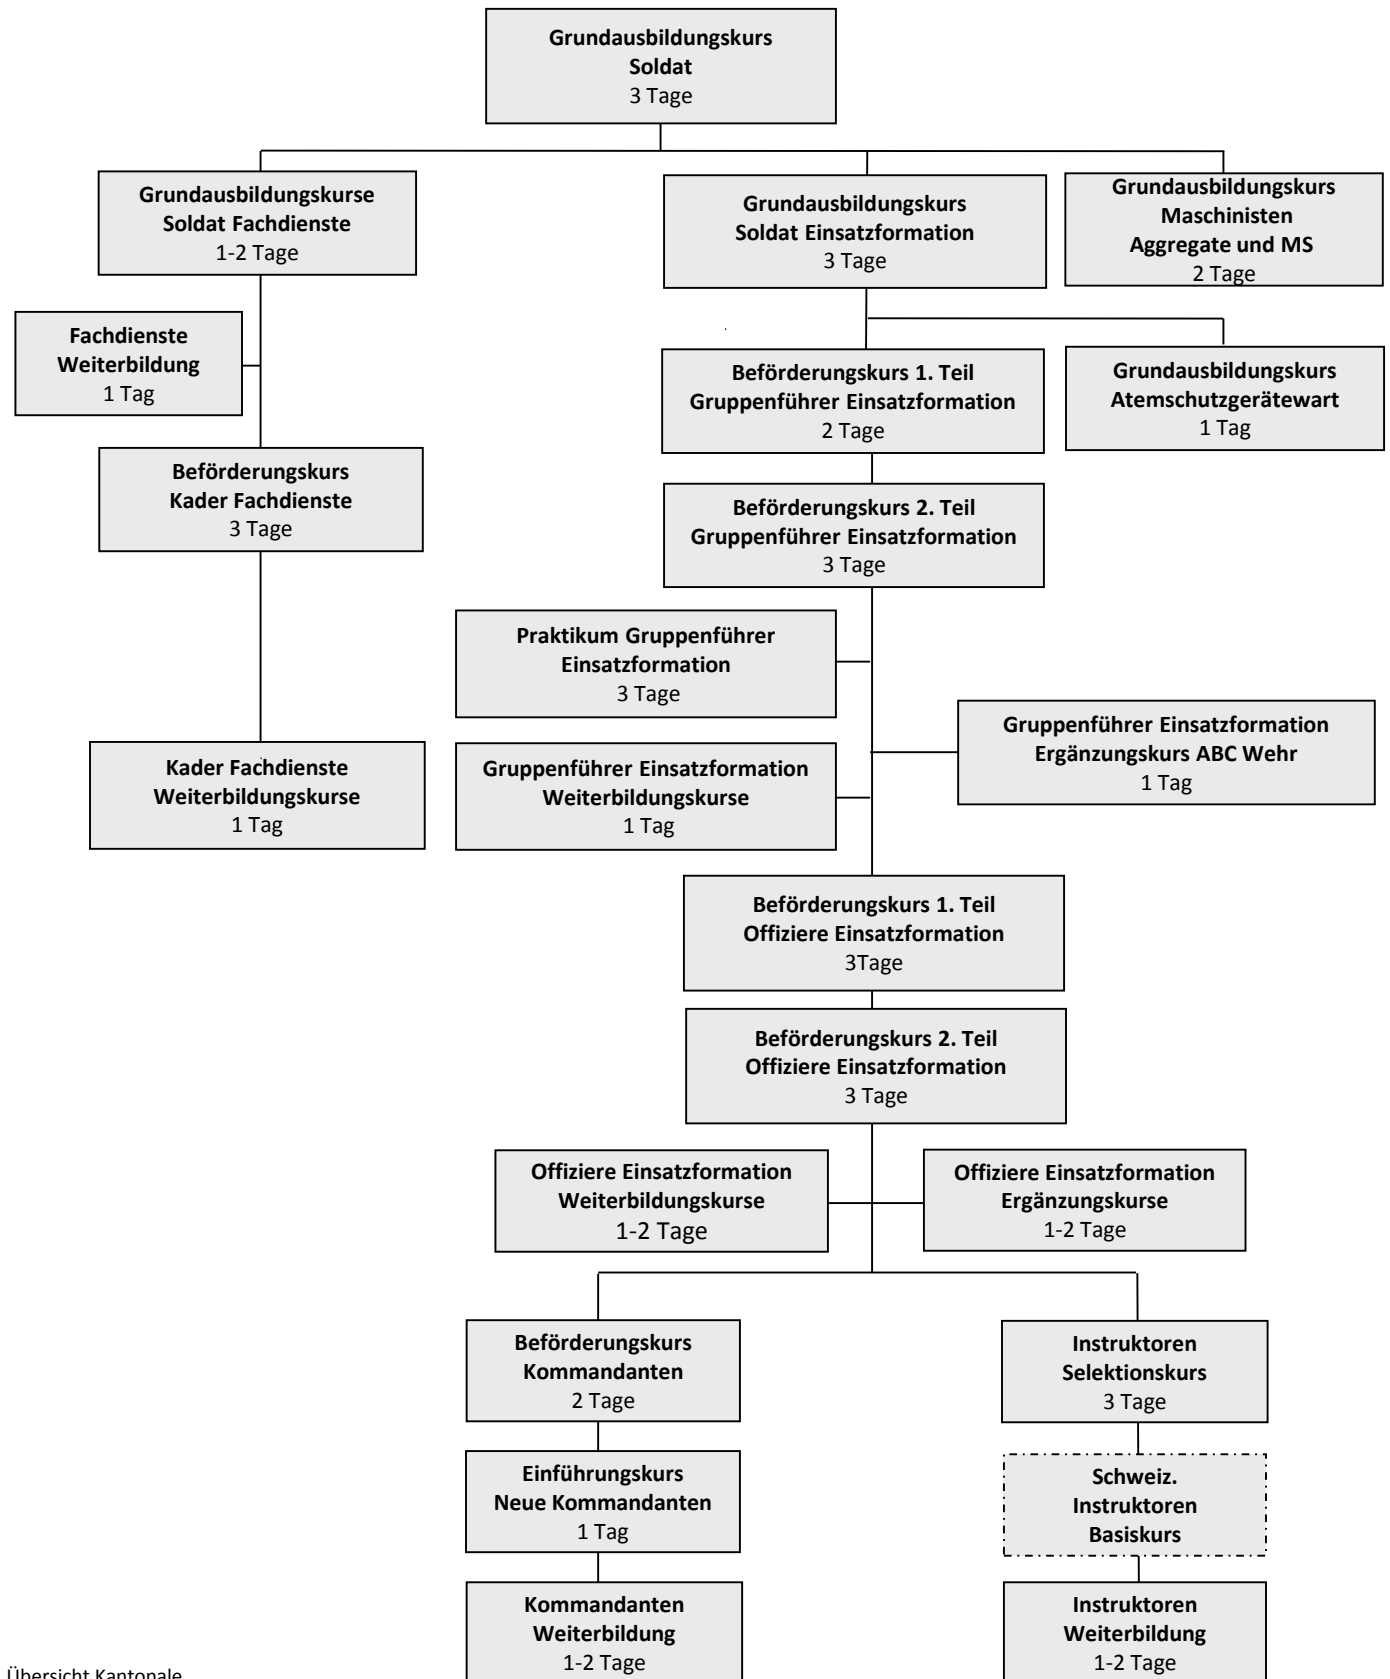 Grundausbildungskurs
Soldat
3 Tage
Grundausbildungskurse
Soldat Fachdienste
1-2 Tage
Grundausbildungskurs
Soldat Einsatzformation
3 Tage
Grundausbildungskurs
Maschinisten
Aggregate und MS
2 Tage
Fachdienste
Weiterbildung
1 Tag
Beförderungskurs 1. Teil
Gruppenführer Einsatzformation
2 Tage
Grundausbildungskurs
Atemschutzgerätewart
1 Tag
Beförderungskurs
Kader Fachdienste
3 Tage
Beförderungskurs 2. Teil
Gruppenführer Einsatzformation
3 Tage
Praktikum Gruppenführer
Einsatzformation
3 Tage
Gruppenführer Einsatzformation
Ergänzungskurs ABC Wehr
1 Tag
Kader Fachdienste
Weiterbildungskurse
1 Tag
Gruppenführer Einsatzformation
Weiterbildungskurse
1 Tag
Beförderungskurs 1. Teil
Offiziere Einsatzformation
3Tage
Beförderungskurs 2. Teil
Offiziere Einsatzformation
3 Tage
Offiziere Einsatzformation
Weiterbildungskurse
1-2 Tage
Offiziere Einsatzformation
Ergänzungskurse
1-2 Tage
Beförderungskurs
Kommandanten
2 Tage
Instruktoren
Selektionskurs
3 Tage
Einführungskurs
Neue Kommandanten
1 Tag
Schweiz.
Instruktoren
Basiskurs
Kommandanten
Weiterbildung
1-2 Tage
Instruktoren
Weiterbildung
1-2 Tage
Übersicht Kantonale